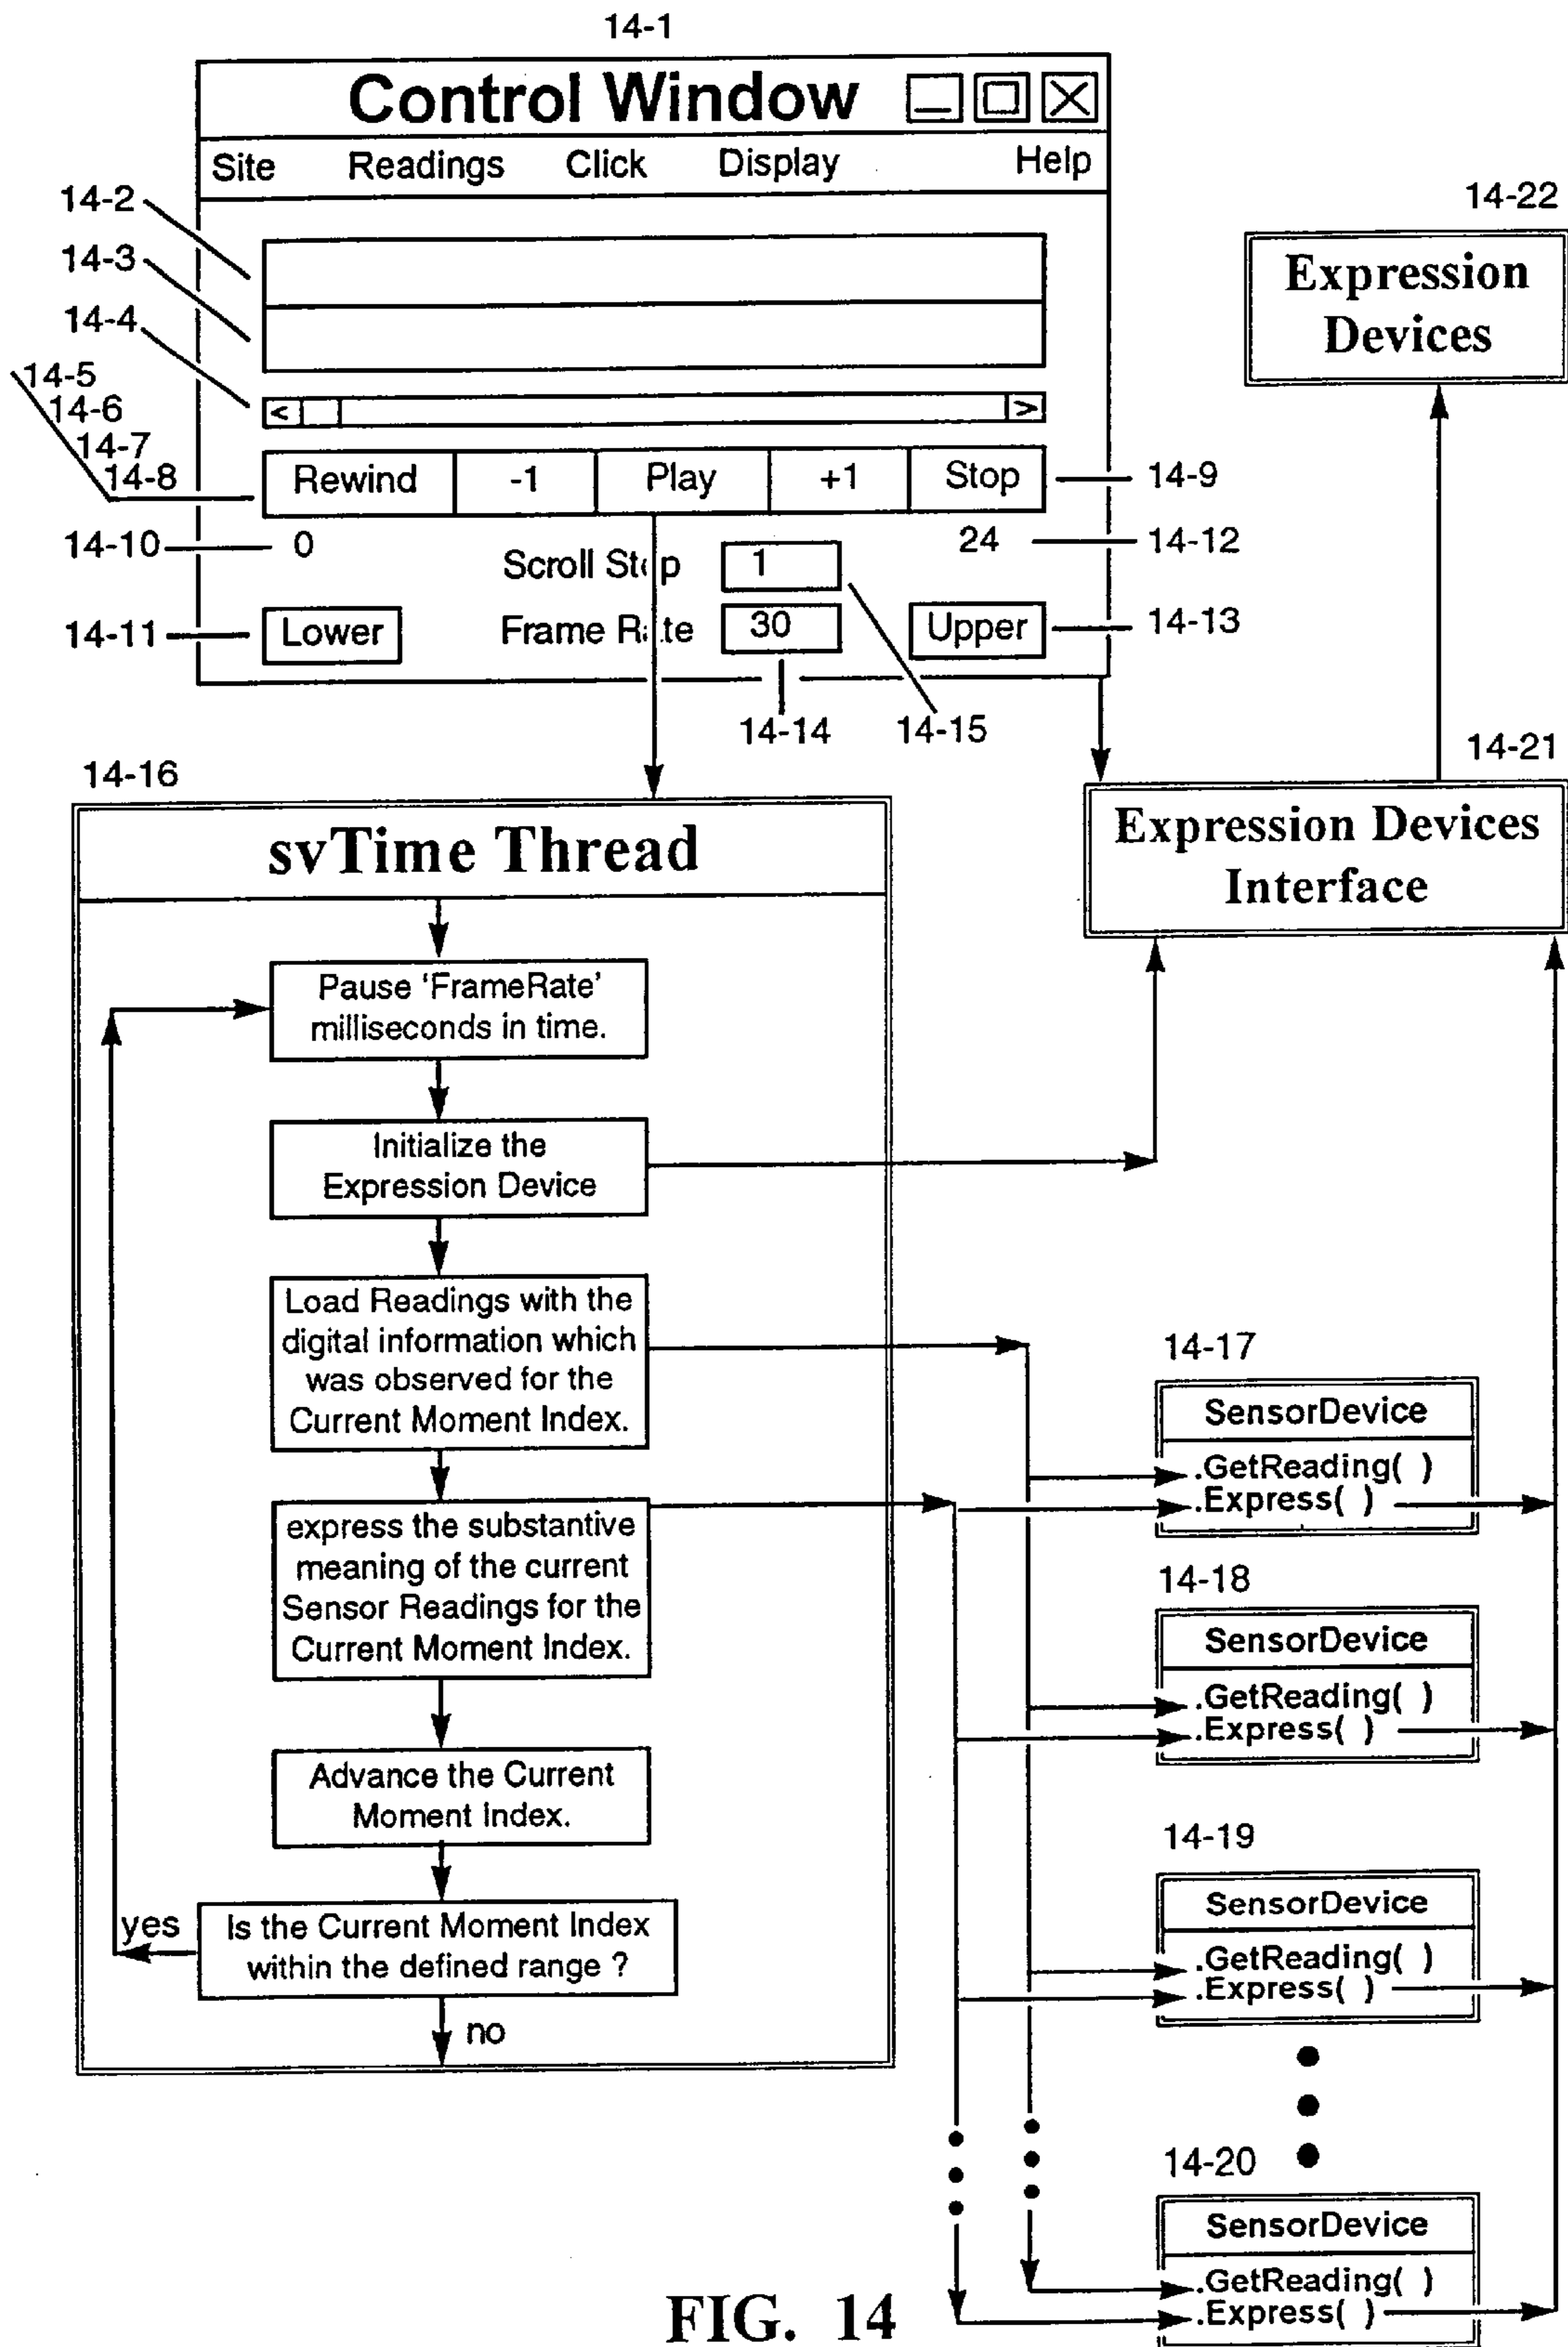 14-1
Control Window
Site Readings Click Display Help
14-2
14-3
14-4
14-5
14-6
14-7
14-8
< >
Rewind -1 Play +1 Stop
14-9
14-10
0
24
14-12
Scroll Step 1
14-11
Lower
Frame Rate 30
Upper
14-13
14-14
14-15
14-22
Expression
Devices
14-21
Expression Devices
Interface
14-16
svTime Thread
Pause 'FrameRate'
milliseconds in time.
Initialize the
Expression Device
Load Readings with the
digital information which
was observed for the
Current Moment Index.
express the substantive
meaning of the current
Sensor Readings for the
Current Moment Index.
Advance the Current
Moment Index.
Is the Current Moment Index
within the defined range ?
yes
no
14-17
SensorDevice
.GetReading( )
.Express( )
14-18
SensorDevice
.GetReading( )
.Express( )
14-19
SensorDevice
.GetReading( )
.Express( )
14-20
SensorDevice
.GetReading( )
.Express( )
FIG. 14